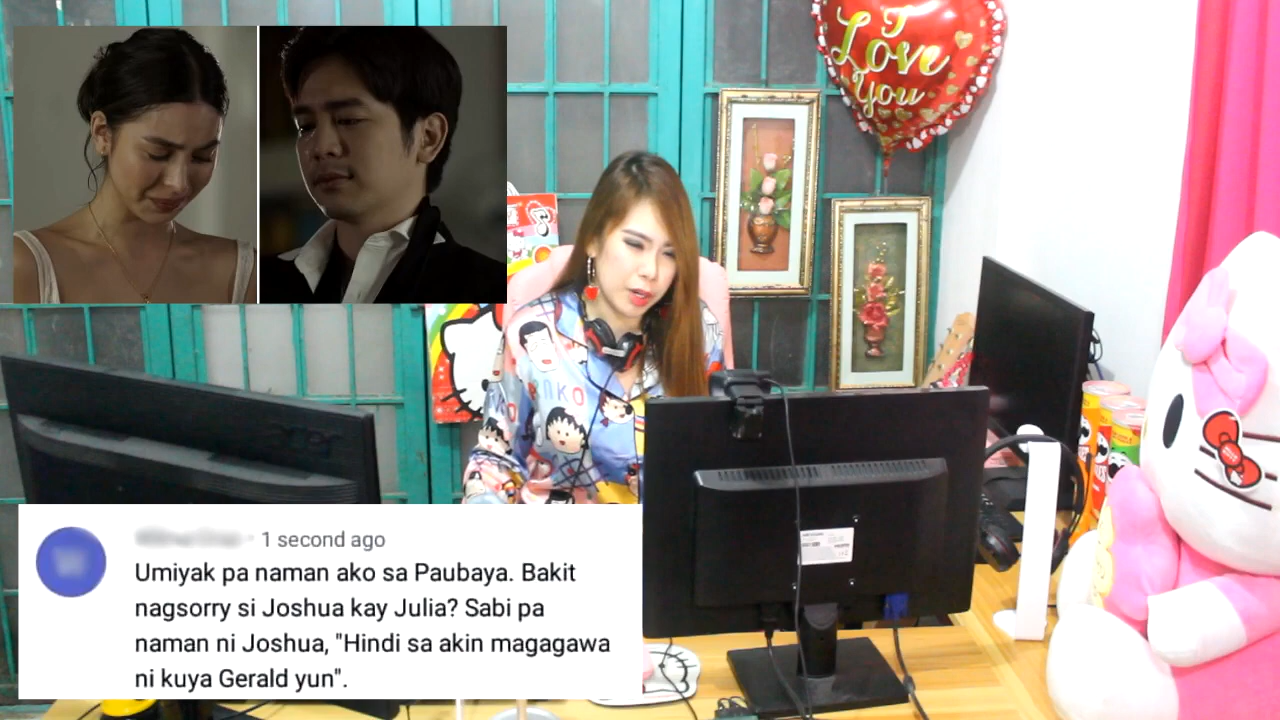 I
Love
You
1 second ago
Umiyak pa naman ako sa Paubaya. Bakit
nagsorry si Joshua kay Julia? Sabi pa
naman ni Joshua, "Hindi sa akin magagawa
ni kuya Gerald yun".